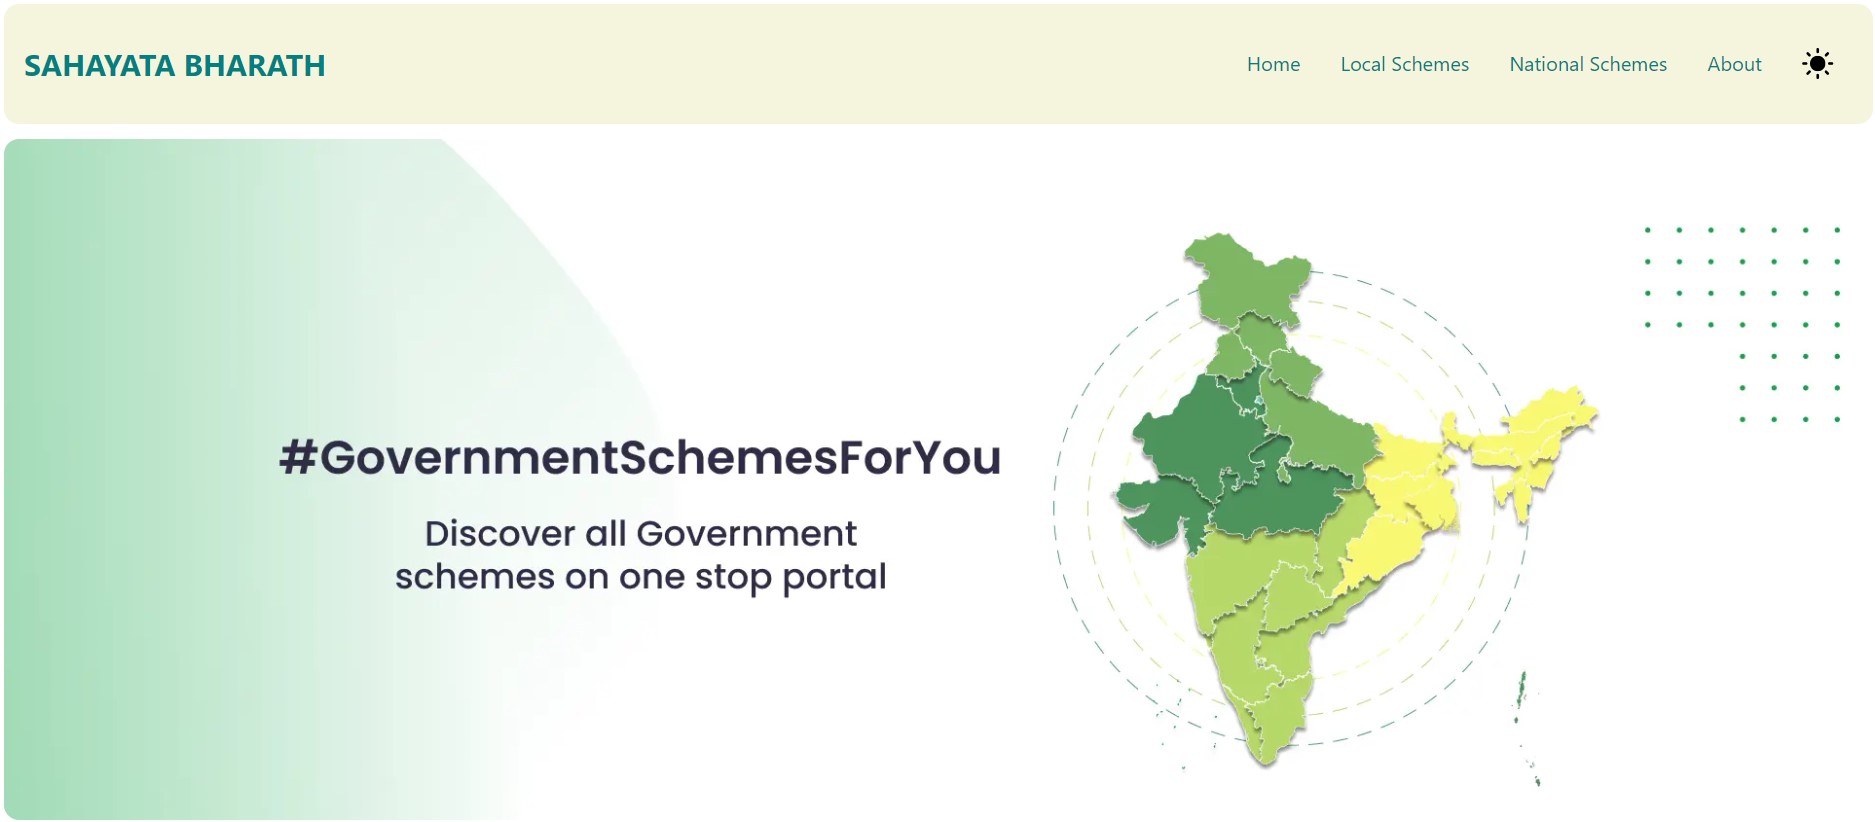 SAHAYATA BHARATH
Home Local Schemes National Schemes About
#GovernmentSchemesForYou
Discover all Government
schemes on one stop portal